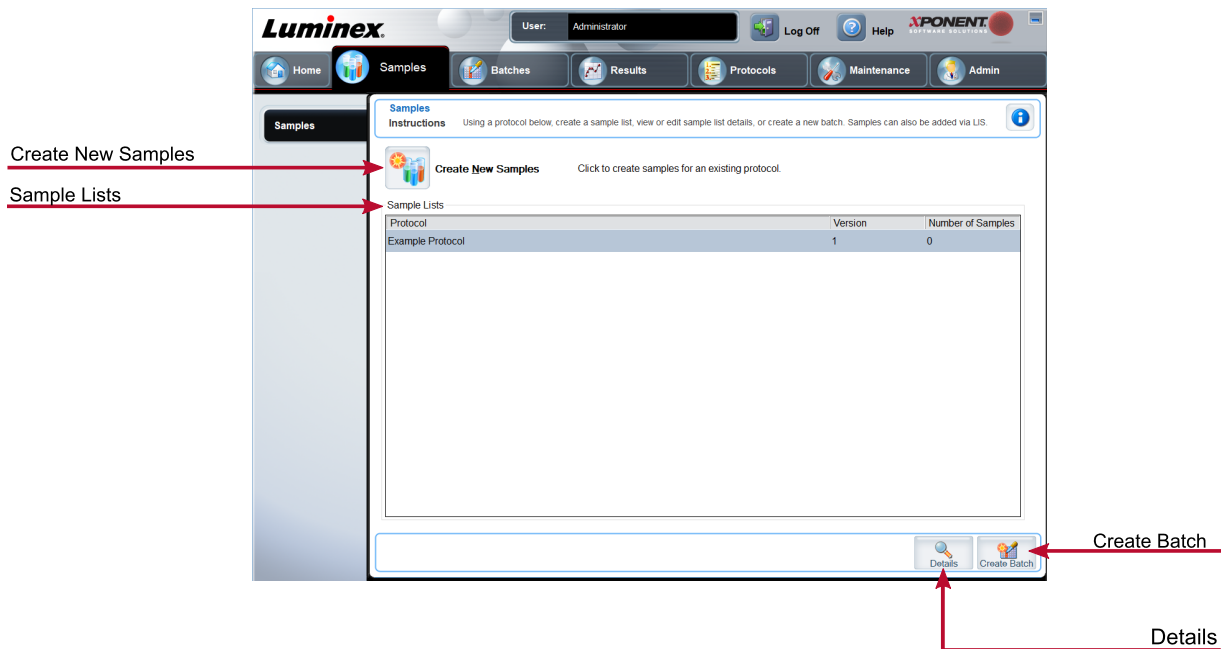 Luminex®
User: Administrator
Log Off
Help
XPONENT.
SOFTWARE SOLUTIONS
Home
Samples
Batches
Results
Protocols
Maintenance
Admin
Samples
Samples
Instructions Using a protocol below, create a sample list, view or edit sample list details, or create a new batch. Samples can also be added via LIS.
Create New Samples
Create New Samples Click to create samples for an existing protocol.
Sample Lists
Sample Lists
Protocol Version Number of Samples
Example Protocol 1 0
Details
Create Batch
Create Batch
Details